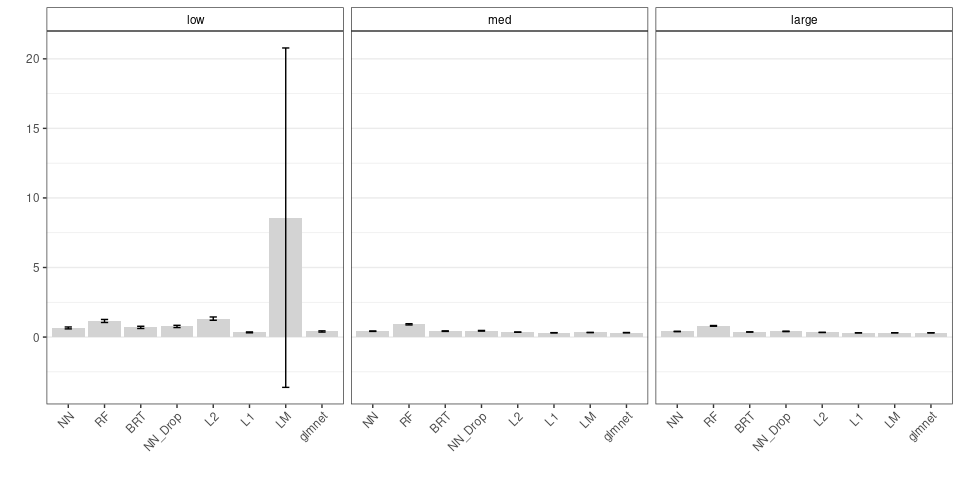 low med large
20
15
10
5
0
NN RF BRT NN_Drop L2 L1 LM glmnet NN RF BRT NN_Drop L2 L1 LM glmnet NN RF BRT NN_Drop L2 L1 LM glmnet